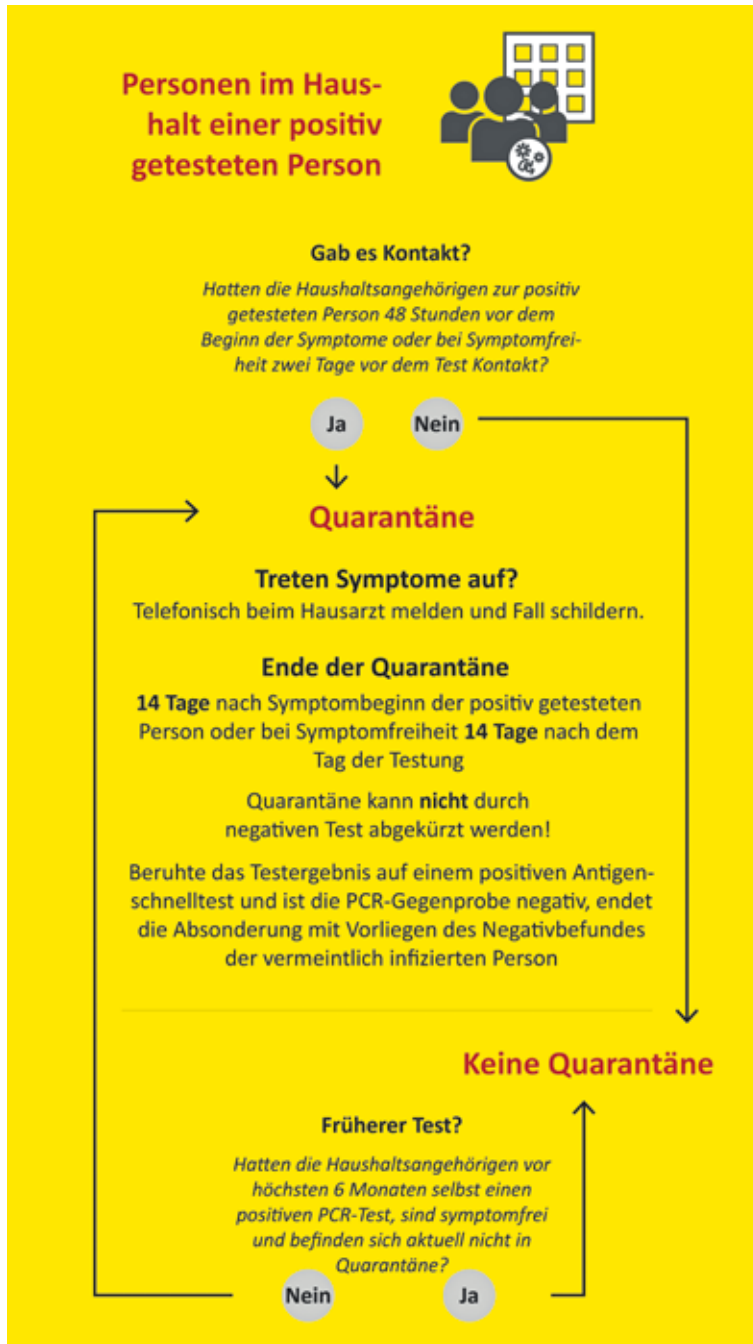 Personen im Haus-
halt einer positiv
getesteten Person
Gab es Kontakt?
Hatten die Haushaltsangehörigen zur positiv
getesteten Person 48 Stunden vor dem
Beginn der Symptome oder bei Symptomfrei-
heit zwei Tage vor dem Test Kontakt?
Ja
Nein
Quarantäne
Treten Symptome auf?
Telefonisch beim Hausarzt melden und Fall schildern.
Ende der Quarantäne
14 Tage nach Symptombeginn der positiv getesteten
Person oder bei Symptomfreiheit 14 Tage nach dem
Tag der Testung
Quarantäne kann nicht durch
negativen Test abgekürzt werden!
Beruhte das Testergebnis auf einem positiven Antigen-
schnelltest und ist die PCR-Gegenprobe negativ, endet
die Absonderung mit Vorliegen des Negativbefundes
der vermeintlich infizierten Person
Keine Quarantäne
Früherer Test?
Hatten die Haushaltsangehörigen vor
höchsten 6 Monaten selbst einen
positiven PCR-Test, sind symptomfrei
und befinden sich aktuell nicht in
Quarantäne?
Nein
Ja